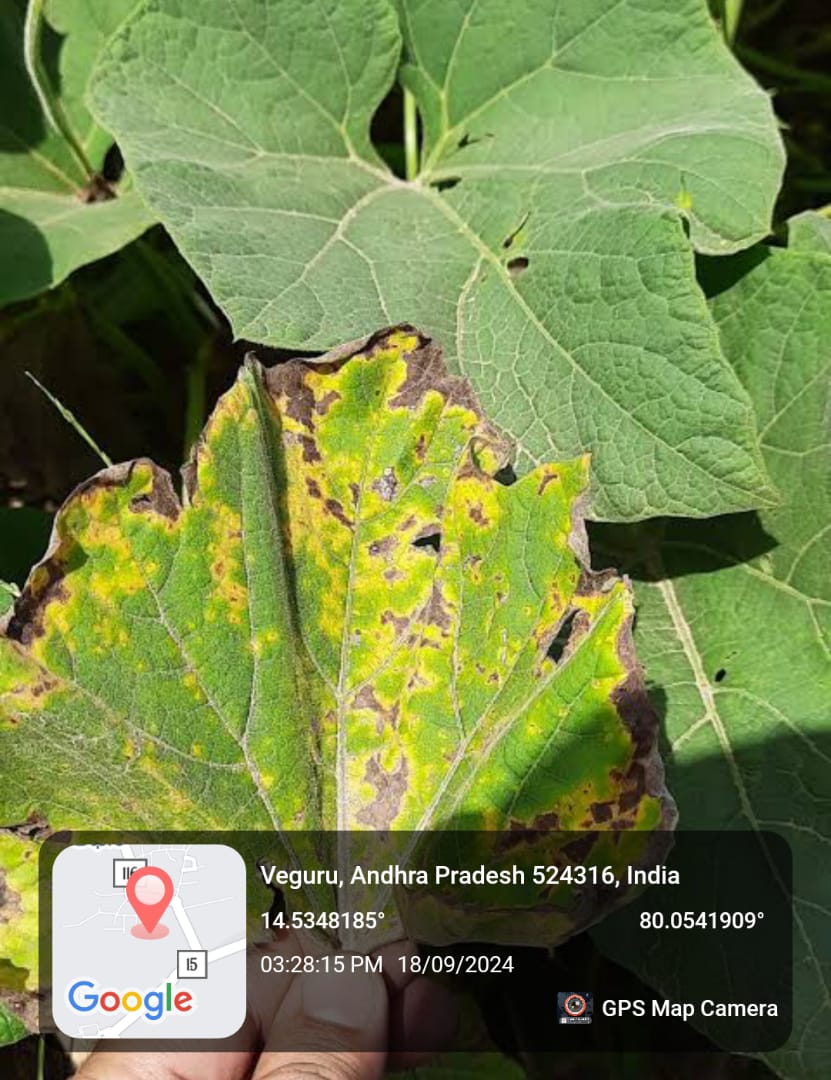 Veguru, Andhra Pradesh 524316, India
14.5348185° 80.0541909°
03:28:15 PM 18/09/2024
15
Google
GPS Map Camera